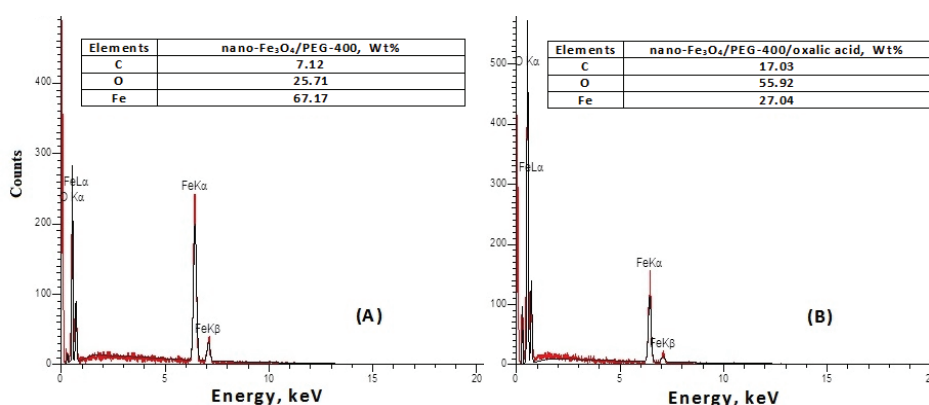 Elements nano-Fe₃O₄/PEG-400, Wt%
C 7.12
O 25.71
Fe 67.17
Counts
400
300
200
100
0
FeLα
O Kα
FeKα
FeKβ
(A)
0 5 10 15 20
Energy, keV
Elements nano-Fe₃O₄/PEG-400/oxalic acid, Wt%
C 17.03
O 55.92
Fe 27.04
500
400
300
200
100
0
O Kα
FeLα
FeKα
FeKβ
(B)
0 5 10 15 20
Energy, keV